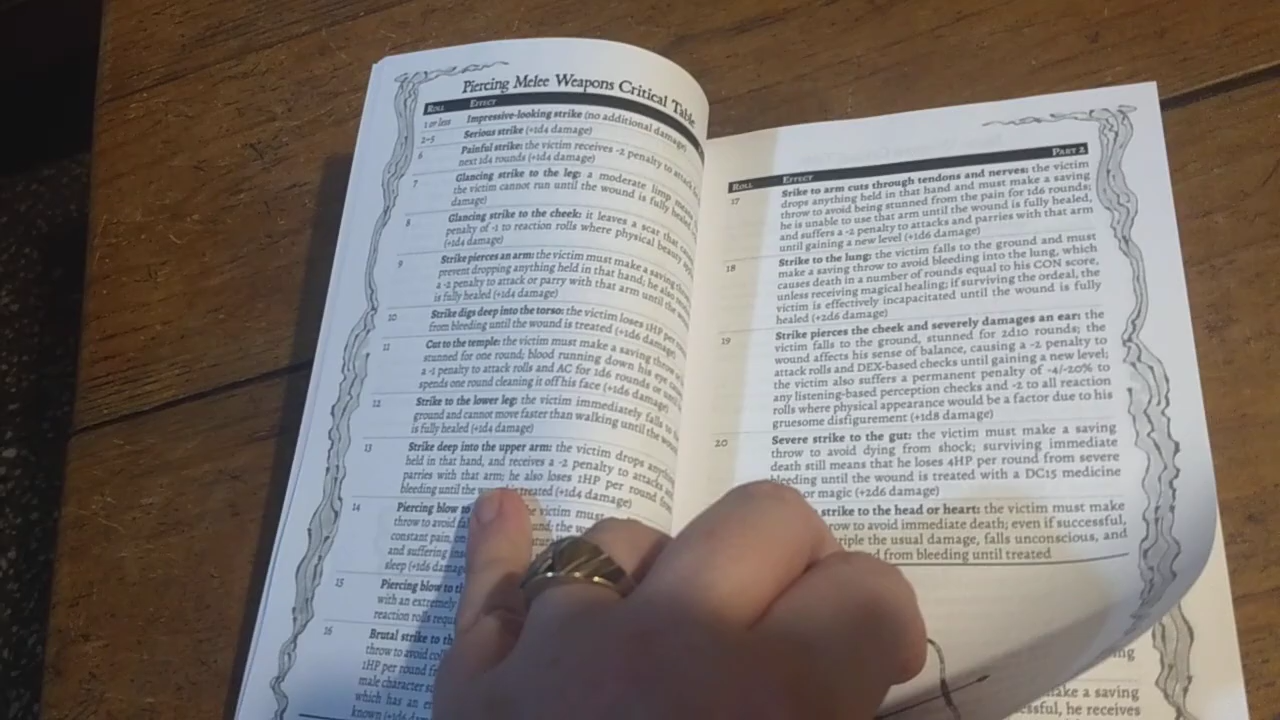 Piercing Melee Weapons Critical Table
Roll Effect
1 or less Impressive-looking strike (no additional damage)
2-5 Serious strike (+1d4 damage)
6 Painful strike: the victim receives -2 penalty to attack
next 1d4 rounds (+1d4 damage)
7 Glancing strike to the leg: a moderate limp means
the victim cannot run until the wound is fully healed
damage)
8 Glancing strike to the cheek: it leaves a scar that
penalty of -1 to reaction rolls where physical beauty
(+1d4 damage)
9 Strike pierces an arm: the victim must make a saving
prevent dropping anything held in that hand; he also
a -2 penalty to attack or parry with that arm until the
is fully healed (+1d4 damage)
10 Strike digs deep into the torso: the victim loses 1HP per
from bleeding until the wound is treated (+1d6 damage)
11 Cut to the temple: the victim must make a saving throw
stunned for one round; blood running down his eye
a -1 penalty to attack rolls and AC for 1d6 rounds or until
spends one round cleaning it off his face (+1d6 damage)
12 Strike to the lower leg: the victim immediately falls to
ground and cannot move faster than walking until the
is fully healed (+1d6 damage)
13 Strike deep into the upper arm: the victim drops
held in that hand, and receives a -2 penalty to attacks
parries with that arm; he also loses 1HP per round from
bleeding until the treated (+1d4 damage)
14 Piercing blow to the victim must
throw to avoid
constant pain,
and suffering
sleep (+1d6
15 Piercing blow to
with an extremely
reaction rolls
16 Brutal strike to
throw to avoid
1HP per round
male character
which has an
known (+1d6
Part 2
Roll Effect
17 Srike to arm cuts through tendons and nerves: the victim
drops anything held in that hand and must make a saving
throw to avoid being stunned from the pain for 1d6 rounds;
he is unable to use that arm until the wound is fully healed,
and suffers a -2 penalty to attacks and parries with that arm
until gaining a new level (+1d6 damage)
18 Strike to the lung: the victim falls to the ground and must
make a saving throw to avoid bleeding into the lung, which
causes death in a number of rounds equal to his CON score,
unless receiving magical healing; if surviving the ordeal, the
victim is effectively incapacitated until the wound is fully
healed (+2d6 damage)
19 Strike pierces the cheek and severely damages an ear: the
victim falls to the ground, stunned for 2d10 rounds; the
wound affects his sense of balance, causing a -2 penalty to
attack rolls and DEX-based checks until gaining a new level;
the victim also suffers a permanent penalty of -4/-20% to
any listening-based perception checks and -2 to all reaction
rolls where physical appearance would be a factor due to his
gruesome disfigurement (+1d8 damage)
20 Severe strike to the gut: the victim must make a saving
throw to avoid dying from shock; surviving immediate
death still means that he loses 4HP per round from severe
bleeding until the wound is treated with a DC15 medicine
or magic (+2d6 damage)
strike to the head or heart: the victim must make
to avoid immediate death; even if successful,
the usual damage, falls unconscious, and
from bleeding until treated
make a saving
he receives